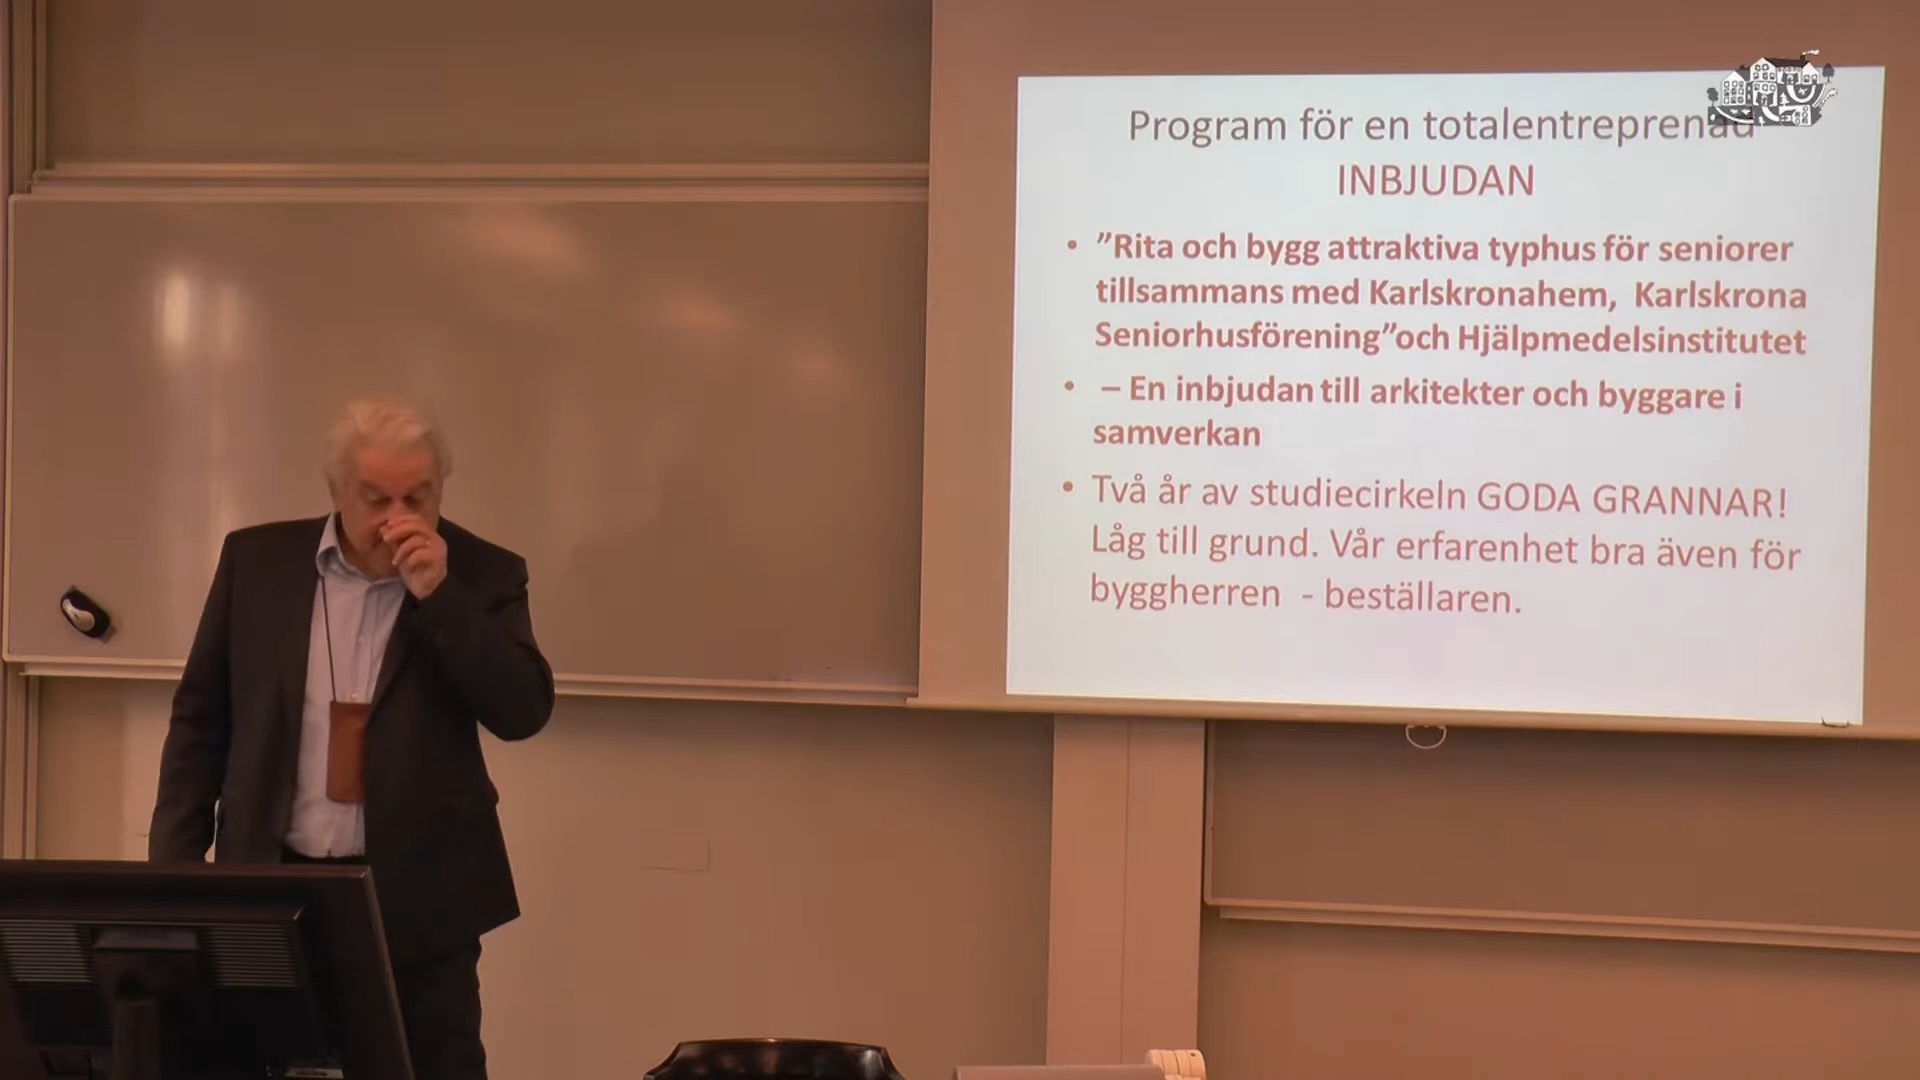 Program för en totalentreprenad
INBJUDAN
• ”Rita och bygg attraktiva typhus för seniorer
tillsammans med Karlskronahem, Karlskrona
Seniorhusförening”och Hjälpmedelsinstitutet
• – En inbjudan till arkitekter och byggare i
samverkan
• Två år av studiecirkeln GODA GRANNAR!
Låg till grund. Vår erfarenhet bra även för
byggherren - beställaren.